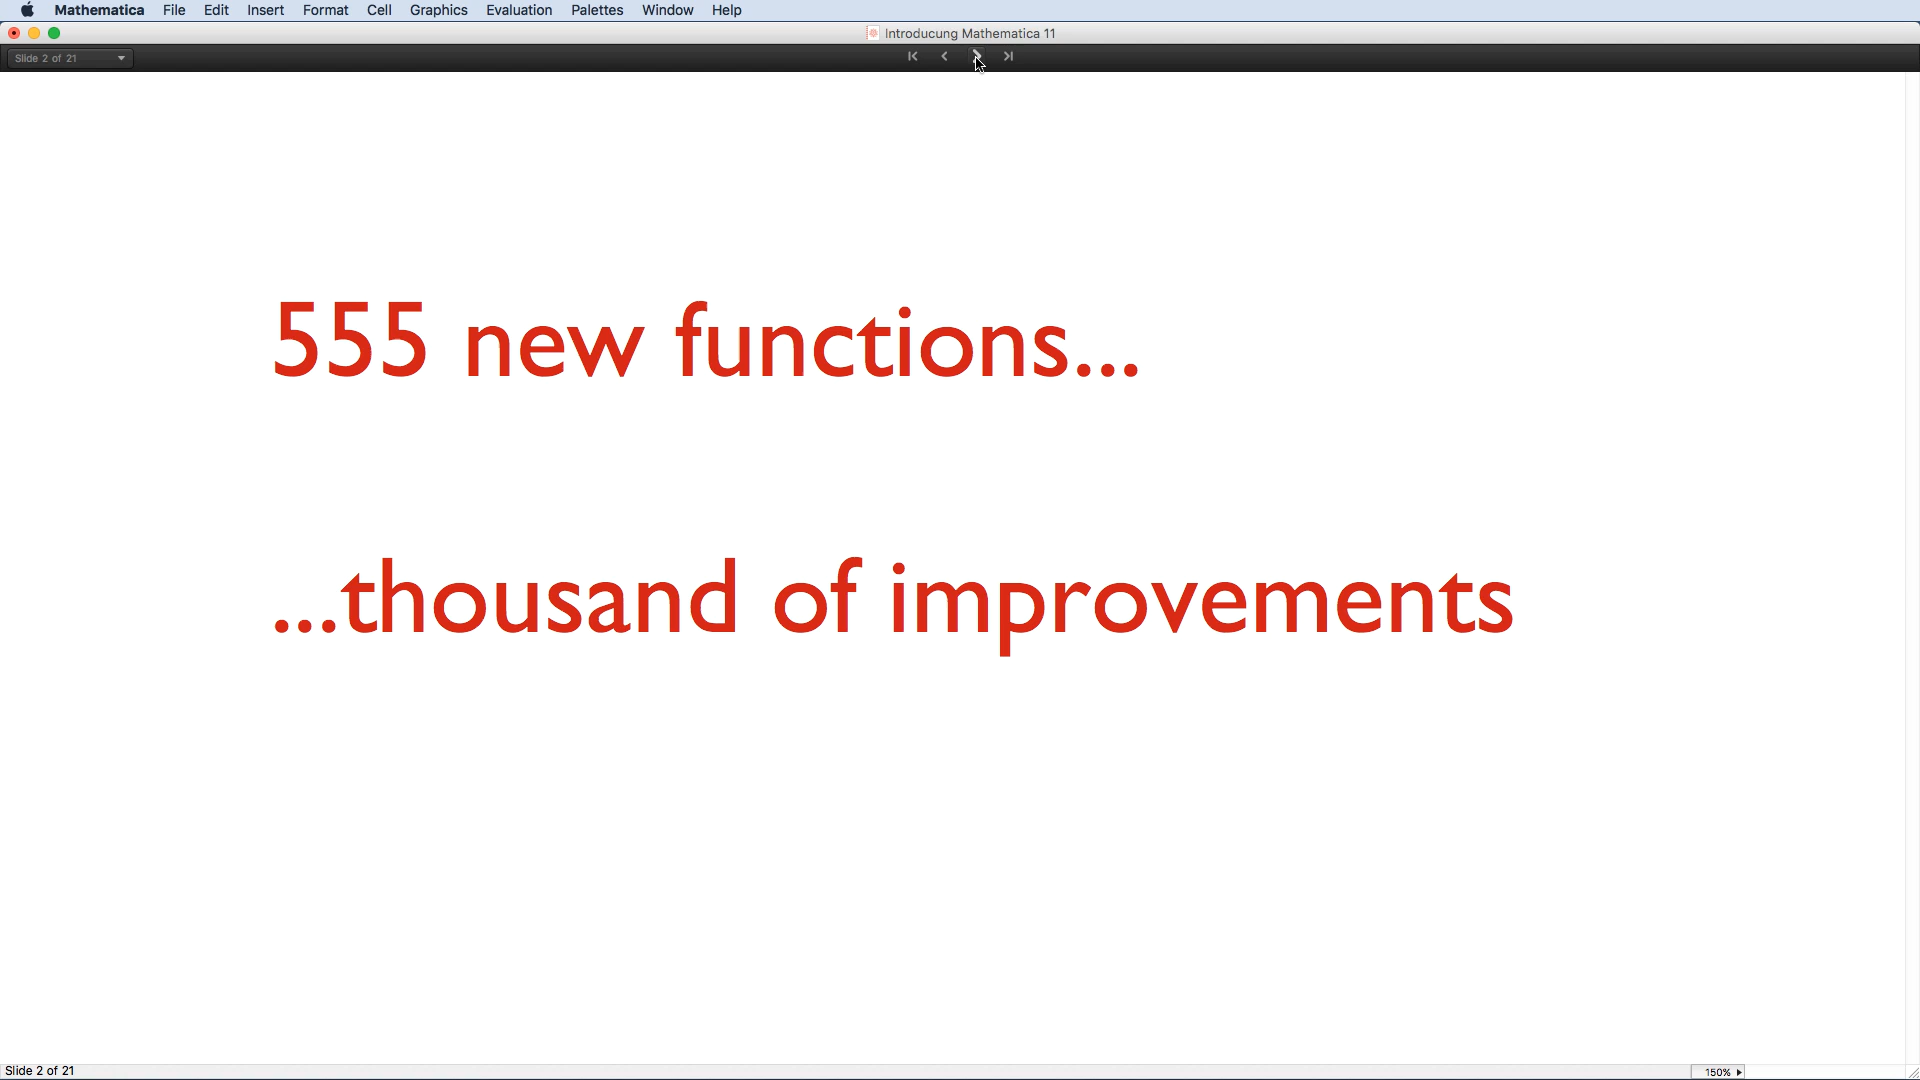 Mathematica File Edit Insert Format Cell Graphics Evaluation Palettes Window Help
Introducung Mathematica 11
Slide 2 of 21
555 new functions...
...thousand of improvements
Slide 2 of 21
150%